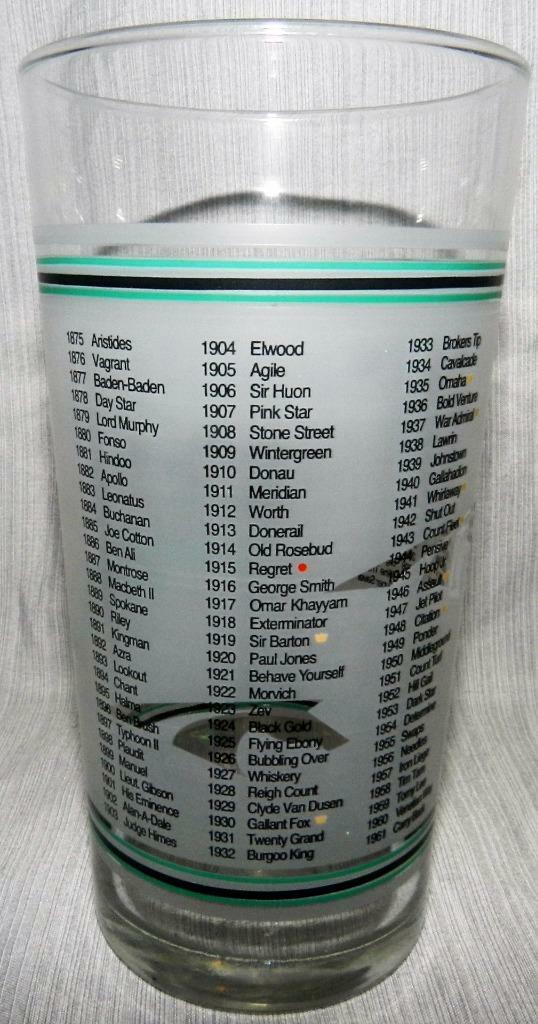 1875 Aristides
1876 Vagrant
1877 Baden-Baden
1878 Day Star
1879 Lord Murphy
1880 Fonso
1881 Hindoo
1882 Apollo
1883 Leonatus
1884 Buchanan
1885 Joe Cotton
1886 Ben Ali
1887 Montrose
1888 Macbeth II
1889 Spokane
1890 Riley
1891 Kingman
1892 Azra
1893 Lookout
1894 Chant
1895 Halma
1896 Ben Brush
1897 Typhoon II
1898 Plaudit
1899 Manuel
1900 Lieut. Gibson
1901 His Eminence
1902 Alan-A-Dale
1903 Judge Himes
1904 Elwood
1905 Agile
1906 Sir Huon
1907 Pink Star
1908 Stone Street
1909 Wintergreen
1910 Donau
1911 Meridian
1912 Worth
1913 Donerail
1914 Old Rosebud
1915 Regret
1916 George Smith
1917 Omar Khayyam
1918 Exterminator
1919 Sir Barton
1920 Paul Jones
1921 Behave Yourself
1922 Morvich
1923 Zev
1924 Black Gold
1925 Flying Ebony
1926 Bubbling Over
1927 Whiskery
1928 Reigh Count
1929 Clyde Van Dusen
1930 Gallant Fox
1931 Twenty Grand
1932 Burgoo King
1933 Brokers Tip
1934 Cavalcade
1935 Omaha
1936 Bold Venture
1937 War Admiral
1938 Lawrin
1939 Johnstown
1940 Gallahadion
1941 Whirlaway
1942 Shut Out
1943 Count Fleet
1944 Pensive
1945 Hoop Jr.
1946 Assault
1947 Jet Pilot
1948 Citation
1949 Ponder
1950 Middleground
1951 Count Turf
1952 Hill Gail
1953 Dark Star
1954 Determine
1955 Swaps
1956 Needles
1957 Iron Liege
1958 Tim Tam
1959 Tomy Lee
1960
1961 Carry Back